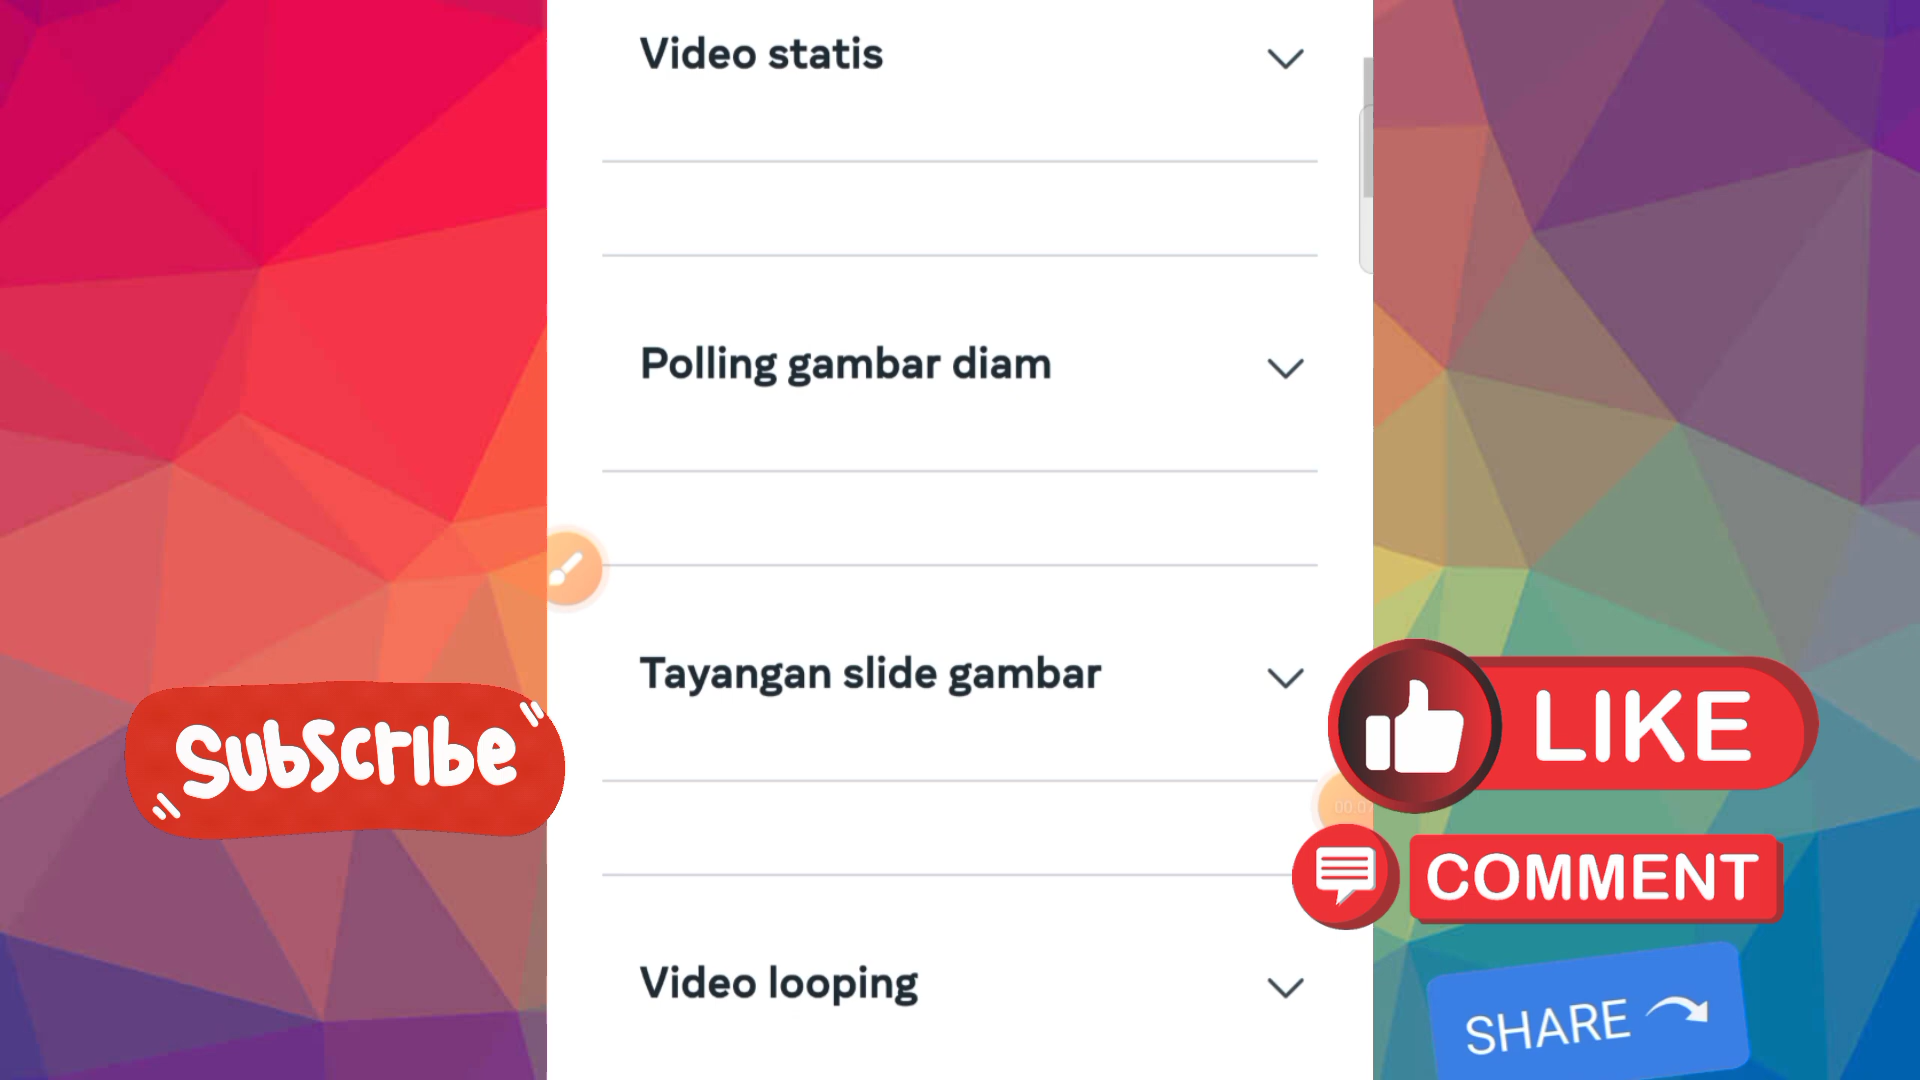 Video statis
Polling gambar diam
Tayangan slide gambar
Subscribe
LIKE
COMMENT
Video looping
SHARE